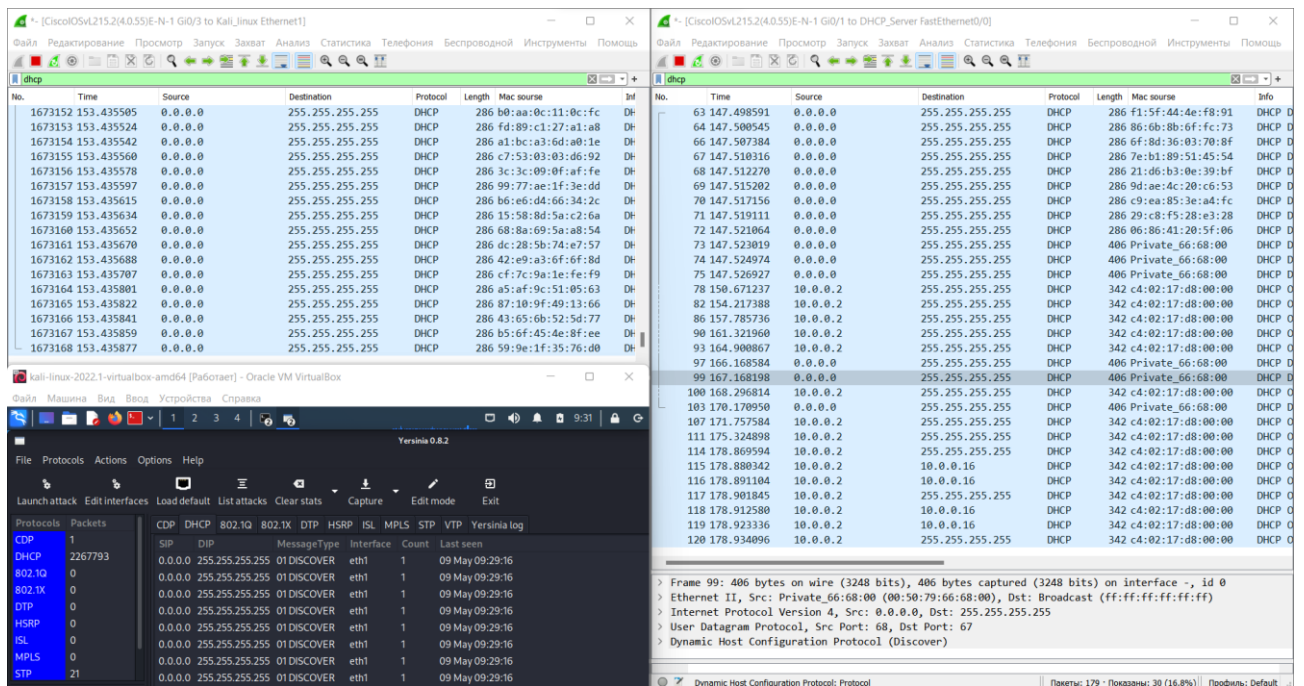 *- [CiscoIOSvL215.2(4.0.55)E-N-1 Gi0/3 to Kali_linux Ethernet1]
Файл Редактирование Просмотр Запуск Захват Анализ Статистика Телефония Беспроводной Инструменты Помощь
dhcp
No. Time Source Destination Protocol Length Mac sourse Inf
1673152 153.435505 0.0.0.0 255.255.255.255 DHCP 286 b0:aa:0c:11:0c:fc DH
1673153 153.435524 0.0.0.0 255.255.255.255 DHCP 286 fd:89:c1:27:a1:a8 DH
1673154 153.435542 0.0.0.0 255.255.255.255 DHCP 286 a1:bc:a3:6d:a0:1e DH
1673155 153.435560 0.0.0.0 255.255.255.255 DHCP 286 c7:53:03:03:d6:92 DH
1673156 153.435578 0.0.0.0 255.255.255.255 DHCP 286 3c:3c:09:0f:af:fe DH
1673157 153.435597 0.0.0.0 255.255.255.255 DHCP 286 99:77:ae:1f:3e:dd DH
1673158 153.435615 0.0.0.0 255.255.255.255 DHCP 286 b6:e6:d4:66:34:2c DH
1673159 153.435634 0.0.0.0 255.255.255.255 DHCP 286 15:58:8d:5a:c2:6a DH
1673160 153.435652 0.0.0.0 255.255.255.255 DHCP 286 68:8a:69:5a:a8:54 DH
1673161 153.435670 0.0.0.0 255.255.255.255 DHCP 286 dc:28:5b:74:e7:57 DH
1673162 153.435688 0.0.0.0 255.255.255.255 DHCP 286 42:e9:a3:6f:6f:8d DH
1673163 153.435707 0.0.0.0 255.255.255.255 DHCP 286 cf:7c:9a:1e:fe:f9 DH
1673164 153.435801 0.0.0.0 255.255.255.255 DHCP 286 a5:af:9c:51:05:63 DH
1673165 153.435822 0.0.0.0 255.255.255.255 DHCP 286 87:10:9f:49:13:66 DH
1673166 153.435841 0.0.0.0 255.255.255.255 DHCP 286 43:65:6b:52:5d:77 DH
1673167 153.435859 0.0.0.0 255.255.255.255 DHCP 286 b5:6f:45:4e:8f:ee DH
1673168 153.435877 0.0.0.0 255.255.255.255 DHCP 286 59:9e:1f:35:76:d0 DH
kali-linux-2022.1-virtualbox-amd64 [Работает] - Oracle VM VirtualBox
Файл Машина Вид Ввод Устройства Справка
1 2 3 4 9:31
Yersinia 0.8.2
File Protocols Actions Options Help
Launch attack Edit interfaces Load default List attacks Clear stats Capture Edit mode Exit
Protocols Packets
CDP 1
DHCP 2267793
802.1Q 0
802.1X 0
DTP 0
HSRP 0
ISL 0
MPLS 0
STP 21
CDP DHCP 802.1Q 802.1X DTP HSRP ISL MPLS STP VTP Yersinia log
SIP DIP MessageType Interface Count Last seen
0.0.0.0 255.255.255.255 01 DISCOVER eth1 1 09 May 09:29:16
0.0.0.0 255.255.255.255 01 DISCOVER eth1 1 09 May 09:29:16
0.0.0.0 255.255.255.255 01 DISCOVER eth1 1 09 May 09:29:16
0.0.0.0 255.255.255.255 01 DISCOVER eth1 1 09 May 09:29:16
0.0.0.0 255.255.255.255 01 DISCOVER eth1 1 09 May 09:29:16
0.0.0.0 255.255.255.255 01 DISCOVER eth1 1 09 May 09:29:16
0.0.0.0 255.255.255.255 01 DISCOVER eth1 1 09 May 09:29:16
0.0.0.0 255.255.255.255 01 DISCOVER eth1 1 09 May 09:29:16
*- [CiscoIOSvL215.2(4.0.55)E-N-1 Gi0/1 to DHCP_Server FastEthernet0/0]
Файл Редактирование Просмотр Запуск Захват Анализ Статистика Телефония Беспроводной Инструменты Помощь
dhcp
No. Time Source Destination Protocol Length Mac sourse Info
63 147.498591 0.0.0.0 255.255.255.255 DHCP 286 f1:5f:44:4e:f8:91 DHCP D
64 147.500545 0.0.0.0 255.255.255.255 DHCP 286 86:6b:8b:6f:fc:73 DHCP D
66 147.507384 0.0.0.0 255.255.255.255 DHCP 286 6f:8d:36:03:70:8f DHCP D
67 147.510316 0.0.0.0 255.255.255.255 DHCP 286 7e:b1:89:51:45:54 DHCP D
68 147.512270 0.0.0.0 255.255.255.255 DHCP 286 21:d6:b3:0e:39:bf DHCP D
69 147.515202 0.0.0.0 255.255.255.255 DHCP 286 9d:ae:4c:20:c6:53 DHCP D
70 147.517156 0.0.0.0 255.255.255.255 DHCP 286 c9:ea:85:3e:a4:fc DHCP D
71 147.519111 0.0.0.0 255.255.255.255 DHCP 286 29:c8:f5:28:e3:28 DHCP D
72 147.521064 0.0.0.0 255.255.255.255 DHCP 286 06:86:41:20:5f:06 DHCP D
73 147.523019 0.0.0.0 255.255.255.255 DHCP 406 Private_66:68:00 DHCP D
74 147.524974 0.0.0.0 255.255.255.255 DHCP 406 Private_66:68:00 DHCP D
75 147.526927 0.0.0.0 255.255.255.255 DHCP 406 Private_66:68:00 DHCP D
78 150.671237 10.0.0.2 255.255.255.255 DHCP 342 c4:02:17:d8:00:00 DHCP O
82 154.217388 10.0.0.2 255.255.255.255 DHCP 342 c4:02:17:d8:00:00 DHCP O
86 157.785736 10.0.0.2 255.255.255.255 DHCP 342 c4:02:17:d8:00:00 DHCP O
90 161.321960 10.0.0.2 255.255.255.255 DHCP 342 c4:02:17:d8:00:00 DHCP O
93 164.900867 10.0.0.2 255.255.255.255 DHCP 342 c4:02:17:d8:00:00 DHCP O
97 166.168584 0.0.0.0 255.255.255.255 DHCP 406 Private_66:68:00 DHCP D
99 167.168198 0.0.0.0 255.255.255.255 DHCP 406 Private_66:68:00 DHCP D
100 168.296814 10.0.0.2 255.255.255.255 DHCP 342 c4:02:17:d8:00:00 DHCP O
103 170.170950 0.0.0.0 255.255.255.255 DHCP 406 Private_66:68:00 DHCP D
107 171.757584 10.0.0.2 255.255.255.255 DHCP 342 c4:02:17:d8:00:00 DHCP O
111 175.324898 10.0.0.2 255.255.255.255 DHCP 342 c4:02:17:d8:00:00 DHCP O
114 178.869594 10.0.0.2 255.255.255.255 DHCP 342 c4:02:17:d8:00:00 DHCP O
115 178.880342 10.0.0.2 10.0.0.16 DHCP 342 c4:02:17:d8:00:00 DHCP O
116 178.891104 10.0.0.2 10.0.0.16 DHCP 342 c4:02:17:d8:00:00 DHCP O
117 178.901845 10.0.0.2 255.255.255.255 DHCP 342 c4:02:17:d8:00:00 DHCP O
118 178.912580 10.0.0.2 10.0.0.16 DHCP 342 c4:02:17:d8:00:00 DHCP O
119 178.923336 10.0.0.2 10.0.0.16 DHCP 342 c4:02:17:d8:00:00 DHCP O
120 178.934096 10.0.0.2 255.255.255.255 DHCP 342 c4:02:17:d8:00:00 DHCP O
> Frame 99: 406 bytes on wire (3248 bits), 406 bytes captured (3248 bits) on interface -, id 0
> Ethernet II, Src: Private_66:68:00 (00:50:79:66:68:00), Dst: Broadcast (ff:ff:ff:ff:ff:ff)
> Internet Protocol Version 4, Src: 0.0.0.0, Dst: 255.255.255.255
> User Datagram Protocol, Src Port: 68, Dst Port: 67
> Dynamic Host Configuration Protocol (Discover)
Dynamic Host Configuration Protocol: Protocol Пакеты: 179 · Показаны: 30 (16.8%) Профиль: Default